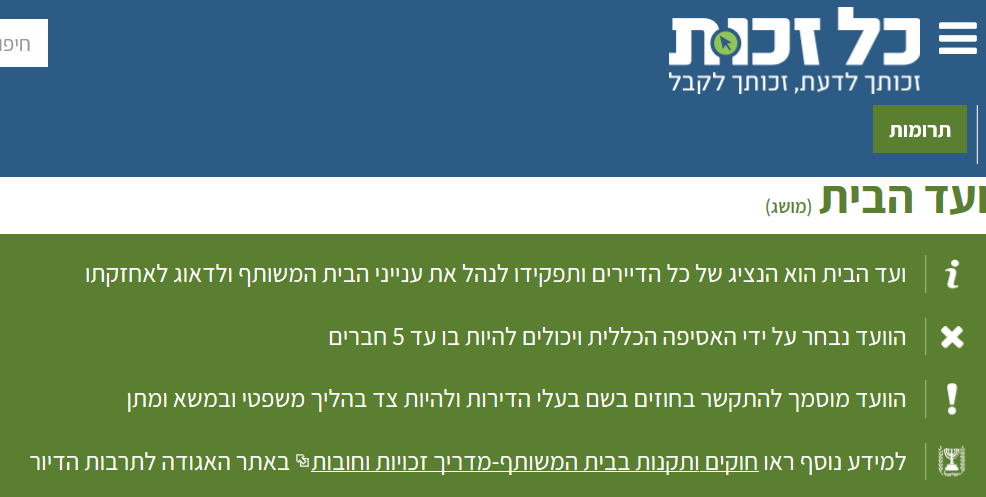 כל זכות
זכותך לדעת, זכותך לקבל
תרומות
ועד הבית (מושג)
ועד הבית הוא הנציג של כל הדיירים ותפקידו לנהל את ענייני הבית המשותף ולדאוג לאחזקתו
הוועד נבחר על ידי האסיפה הכללית ויכולים להיות בו עד 5 חברים
הוועד מוסמך להתקשר בחוזים בשם בעלי הדירות ולהיות צד בהליך משפטי ובמשא ומתן
למידע נוסף ראו חוקים ותקנות בבית המשותף-מדריך זכויות וחובות באתר האגודה לתרבות הדיור